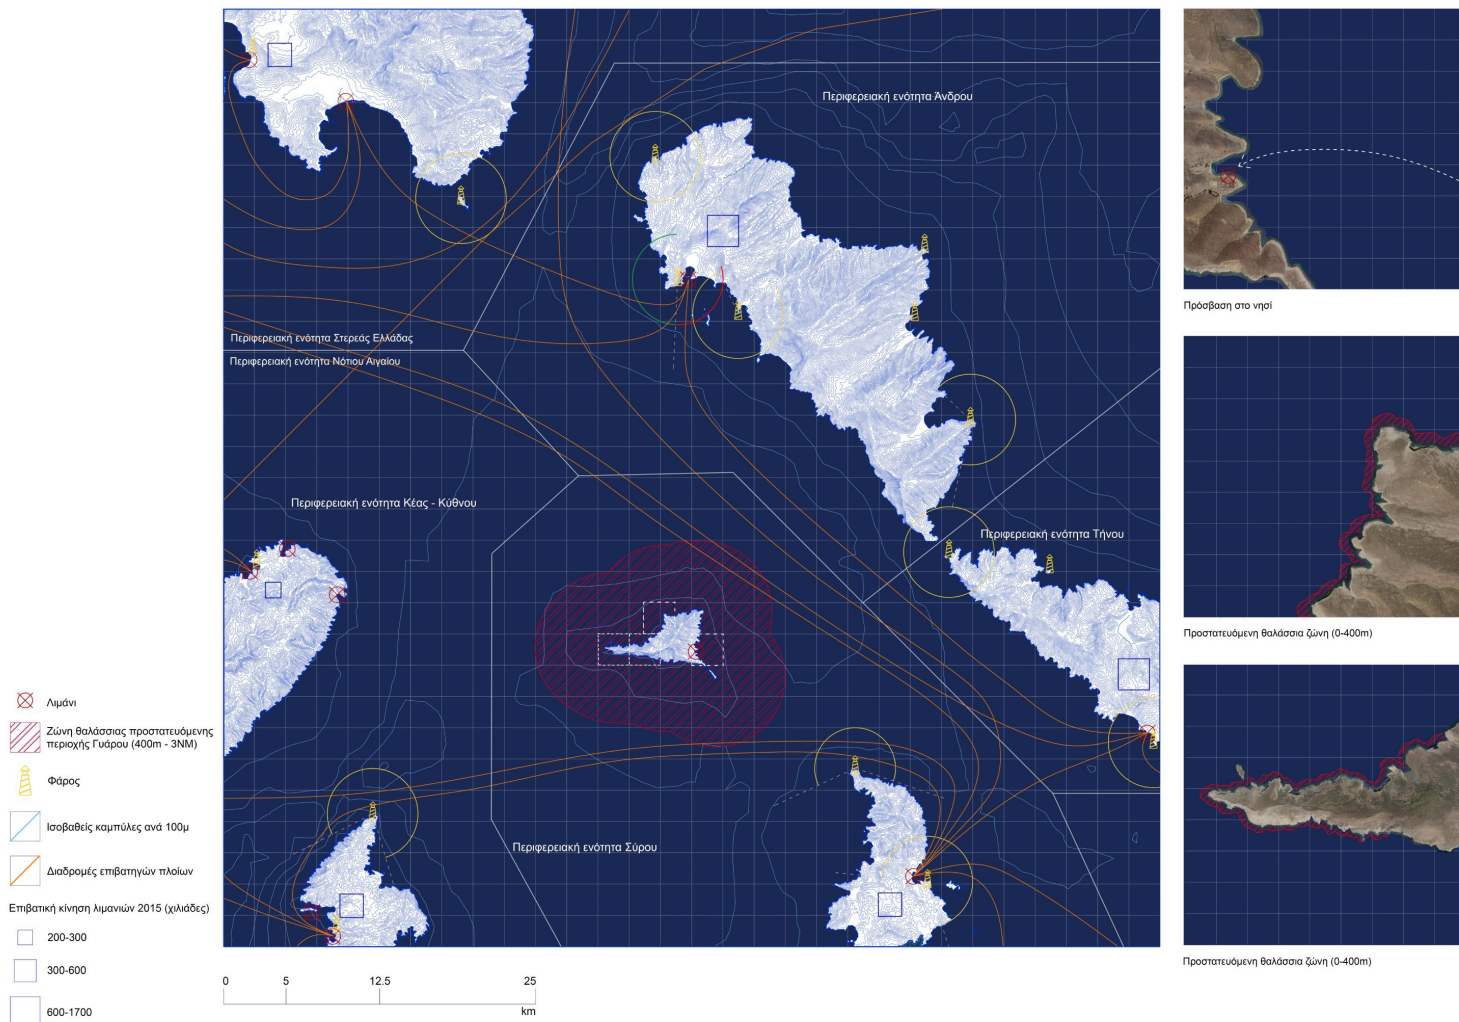 Περιφερειακή ενότητα Άνδρου
Περιφερειακή ενότητα Στερεάς Ελλάδας
Περιφερειακή ενότητα Νότιου Αιγαίου
Περιφερειακή ενότητα Κέας - Κύθνου
Περιφερειακή ενότητα Τήνου
Περιφερειακή ενότητα Σύρου
Λιμάνι
Ζώνη θαλάσσιας προστατευόμενης
περιοχής Γυάρου (400m - 3NM)
Φάρος
Ισοβαθείς καμπύλες ανά 100μ
Διαδρομές επιβατηγών πλοίων
Επιβατική κίνηση λιμανιών 2015 (χιλιάδες)
200-300
300-600
600-1700
0 5 12.5 25
km
Πρόσβαση στο νησί
Προστατευόμενη θαλάσσια ζώνη (0-400m)
Προστατευόμενη θαλάσσια ζώνη (0-400m)